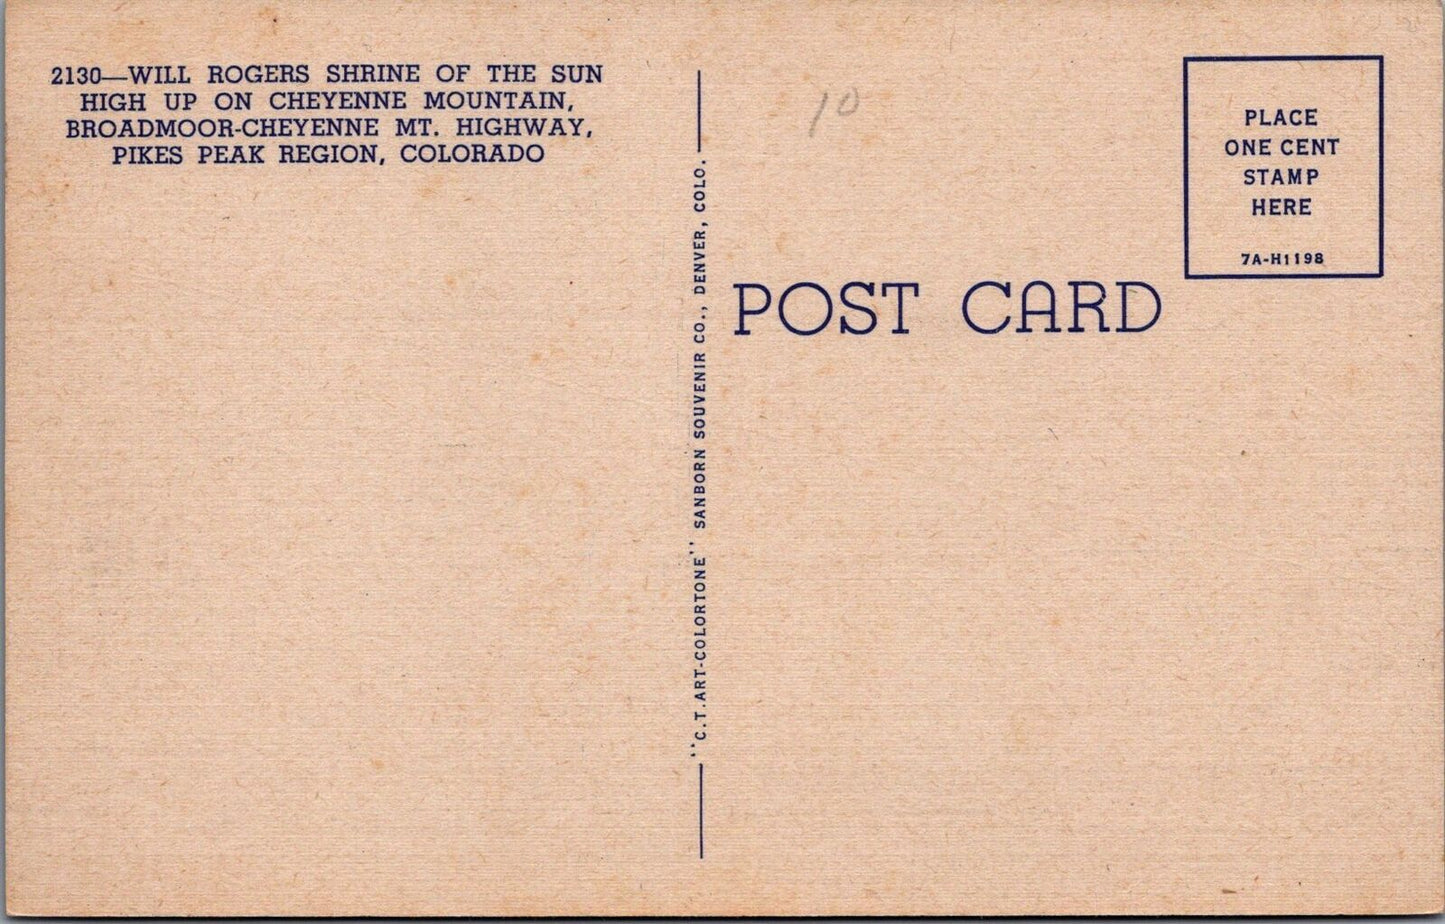 2130—WILL ROGERS SHRINE OF THE SUN
HIGH UP ON CHEYENNE MOUNTAIN,
BROADMOOR-CHEYENNE MT. HIGHWAY,
PIKES PEAK REGION, COLORADO
"C.T.ART-COLORTONE" SANBORN SOUVENIR CO., DENVER, COLO.
10
PLACE
ONE CENT
STAMP
HERE
7A-H1198
POST CARD